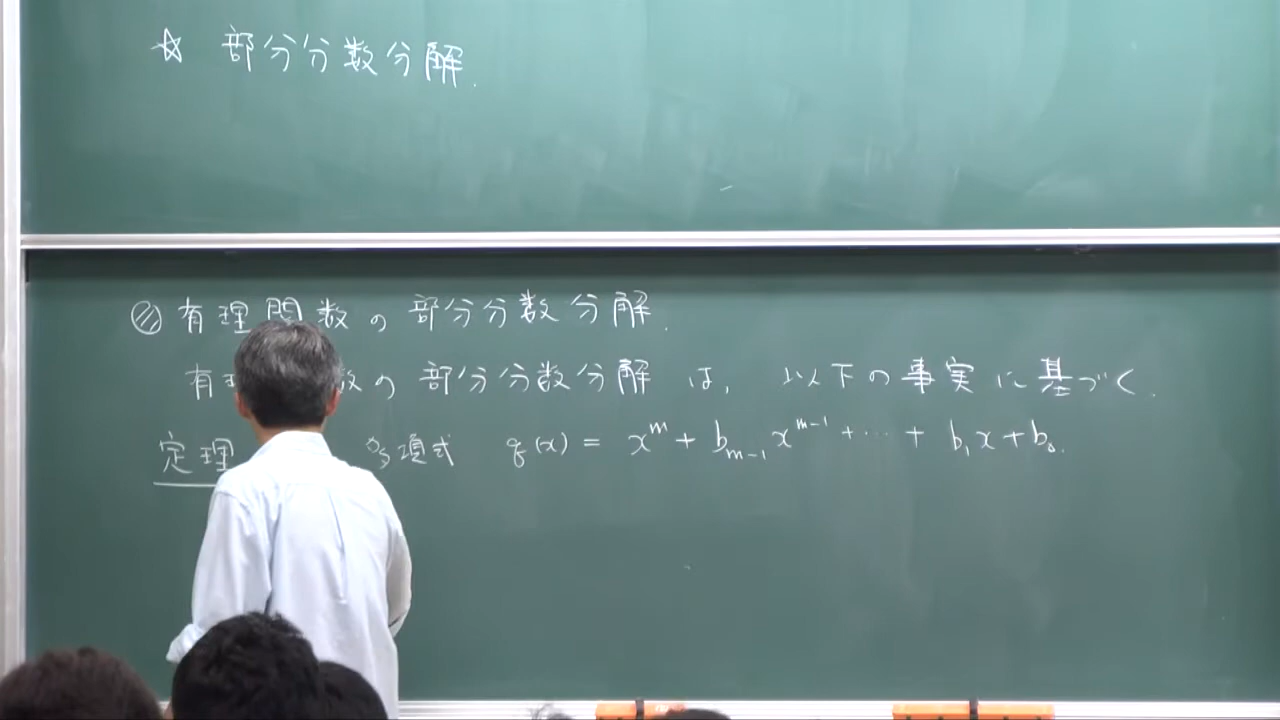 ☆ 部分分数分解.
有理関数の部分分数分解.
有理 数の部分分数分解は, 以下の事実に基づく.
定理 多項式 q(x) = x^m + b_{m-1} x^{m-1} + ... + b_1 x + b_0.